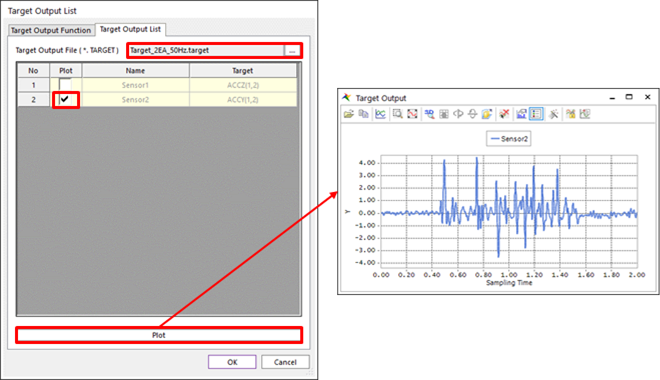 Target Output List
Target Output Function Target Output List
Target Output File ( *. TARGET ) Target_2EA_50Hz.target ...
No Plot Name Target
1 Sensor1 ACCZ(1,2)
2 Sensor2 ACCY(1,2)
Plot
OK Cancel
Target Output
Sensor2
4.00
3.00
2.00
1.00
0.00
-1.00
-2.00
-3.00
-4.00
Y
0.00 0.20 0.40 0.60 0.80 1.00 1.20 1.40 1.60 1.80 2.00
Sampling Time